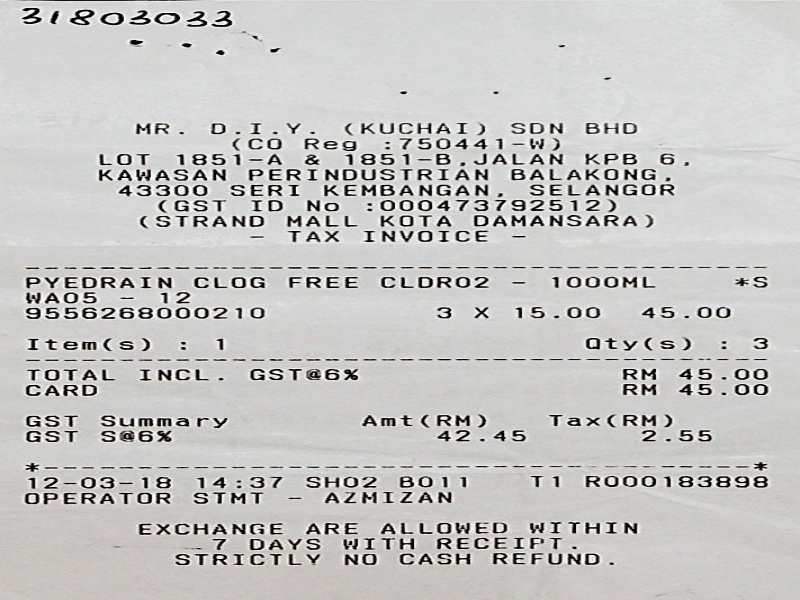 31803033
MR. D.I.Y. (KUCHAI) SDN BHD
(CO Reg :750441-W)
LOT 1851-A & 1851-B,JALAN KPB 6,
KAWASAN PERINDUSTRIAN BALAKONG,
43300 SERI KEMBANGAN, SELANGOR
(GST ID No :000473792512)
(STRAND MALL KOTA DAMANSARA)
- TAX INVOICE -
PYEDRAIN CLOG FREE CLDR02 - 1000ML *S
WA05 - 12
9556268000210 3 X 15.00 45.00
Item(s) : 1 Qty(s) : 3
TOTAL INCL. GST@6% RM 45.00
CARD RM 45.00
GST Summary Amt(RM) Tax(RM)
GST S@6% 42.45 2.55
*--------------------------------------*
12-03-18 14:37 SH02 B011 T1 R000183898
OPERATOR STMT - AZMIZAN
EXCHANGE ARE ALLOWED WITHIN
7 DAYS WITH RECEIPT.
STRICTLY NO CASH REFUND.